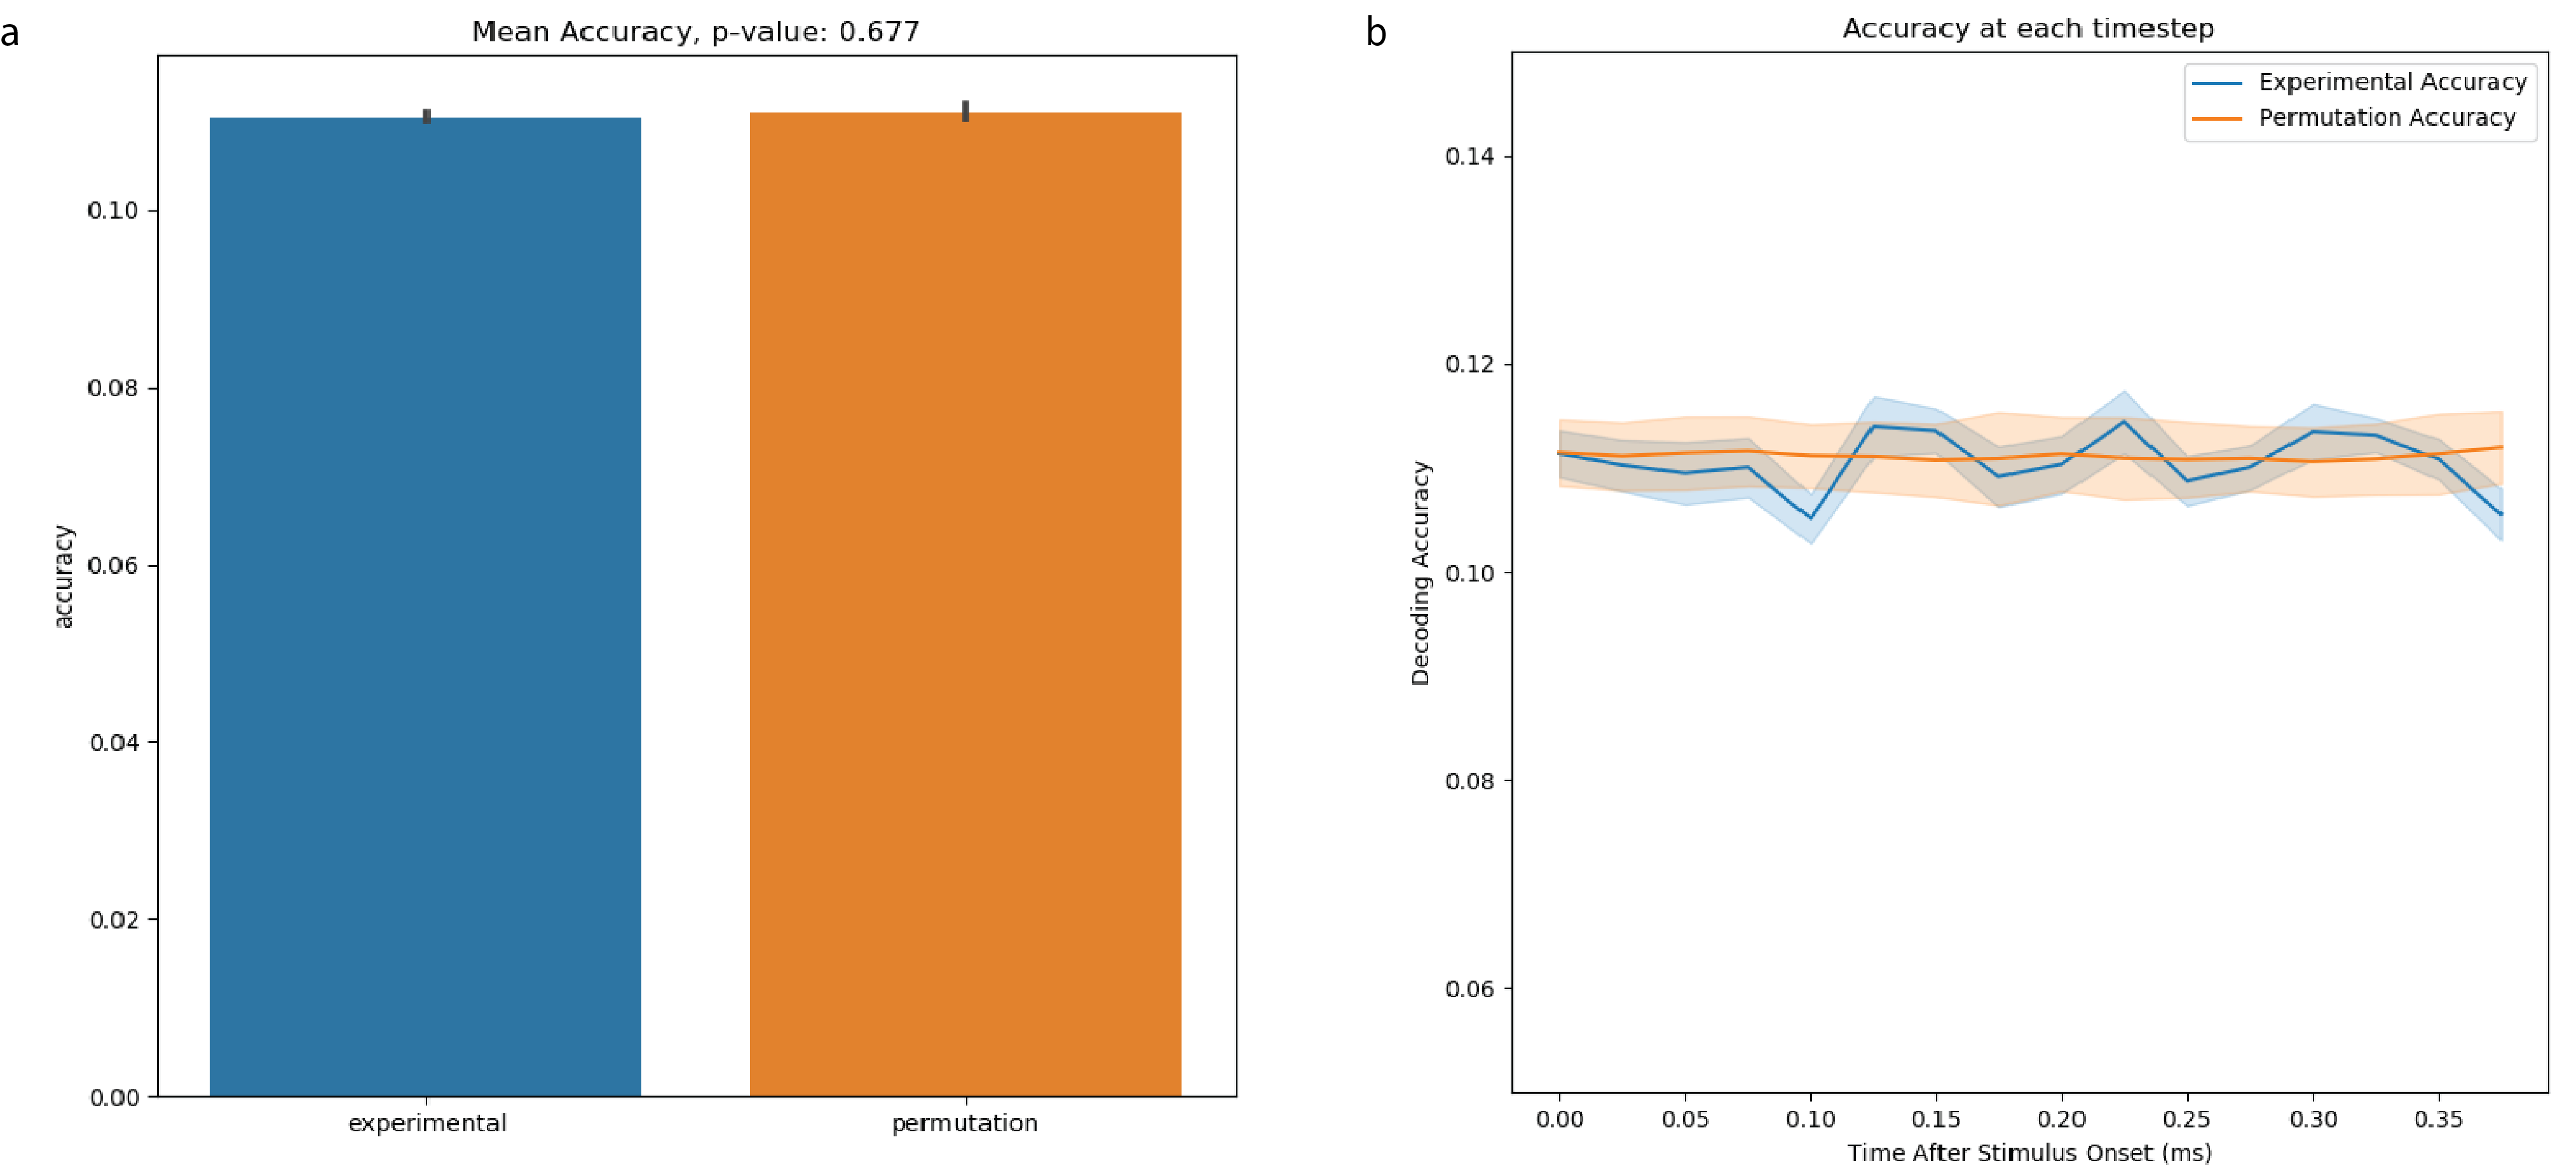 a
Mean Accuracy, p-value: 0.677
0.10
0.08
0.06
0.04
0.02
0.00
accuracy
experimental
permutation
b
Accuracy at each timestep
Experimental Accuracy
Permutation Accuracy
0.14
0.12
0.10
0.08
0.06
Decoding Accuracy
0.00 0.05 0.10 0.15 0.20 0.25 0.30 0.35
Time After Stimulus Onset (ms)